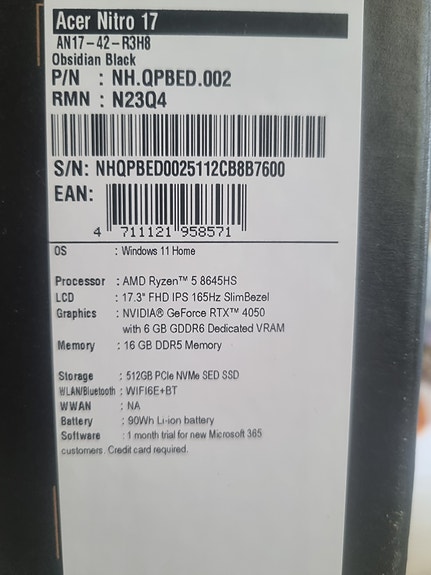 Acer Nitro 17
AN17-42-R3H8
Obsidian Black
P/N : NH.QPBED.002
RMN : N23Q4
S/N: NHQPBED0025112CB8B7600
EAN:
4 711121 958571
OS : Windows 11 Home
Processor : AMD Ryzen™ 5 8645HS
LCD : 17.3" FHD IPS 165Hz SlimBezel
Graphics : NVIDIA® GeForce RTX™ 4050
with 6 GB GDDR6 Dedicated VRAM
Memory : 16 GB DDR5 Memory
Storage : 512GB PCIe NVMe SED SSD
WLAN/Bluetooth : WIFI6E+BT
WWAN : NA
Battery : 90Wh Li-ion battery
Software : 1 month trial for new Microsoft 365
customers. Credit card required.